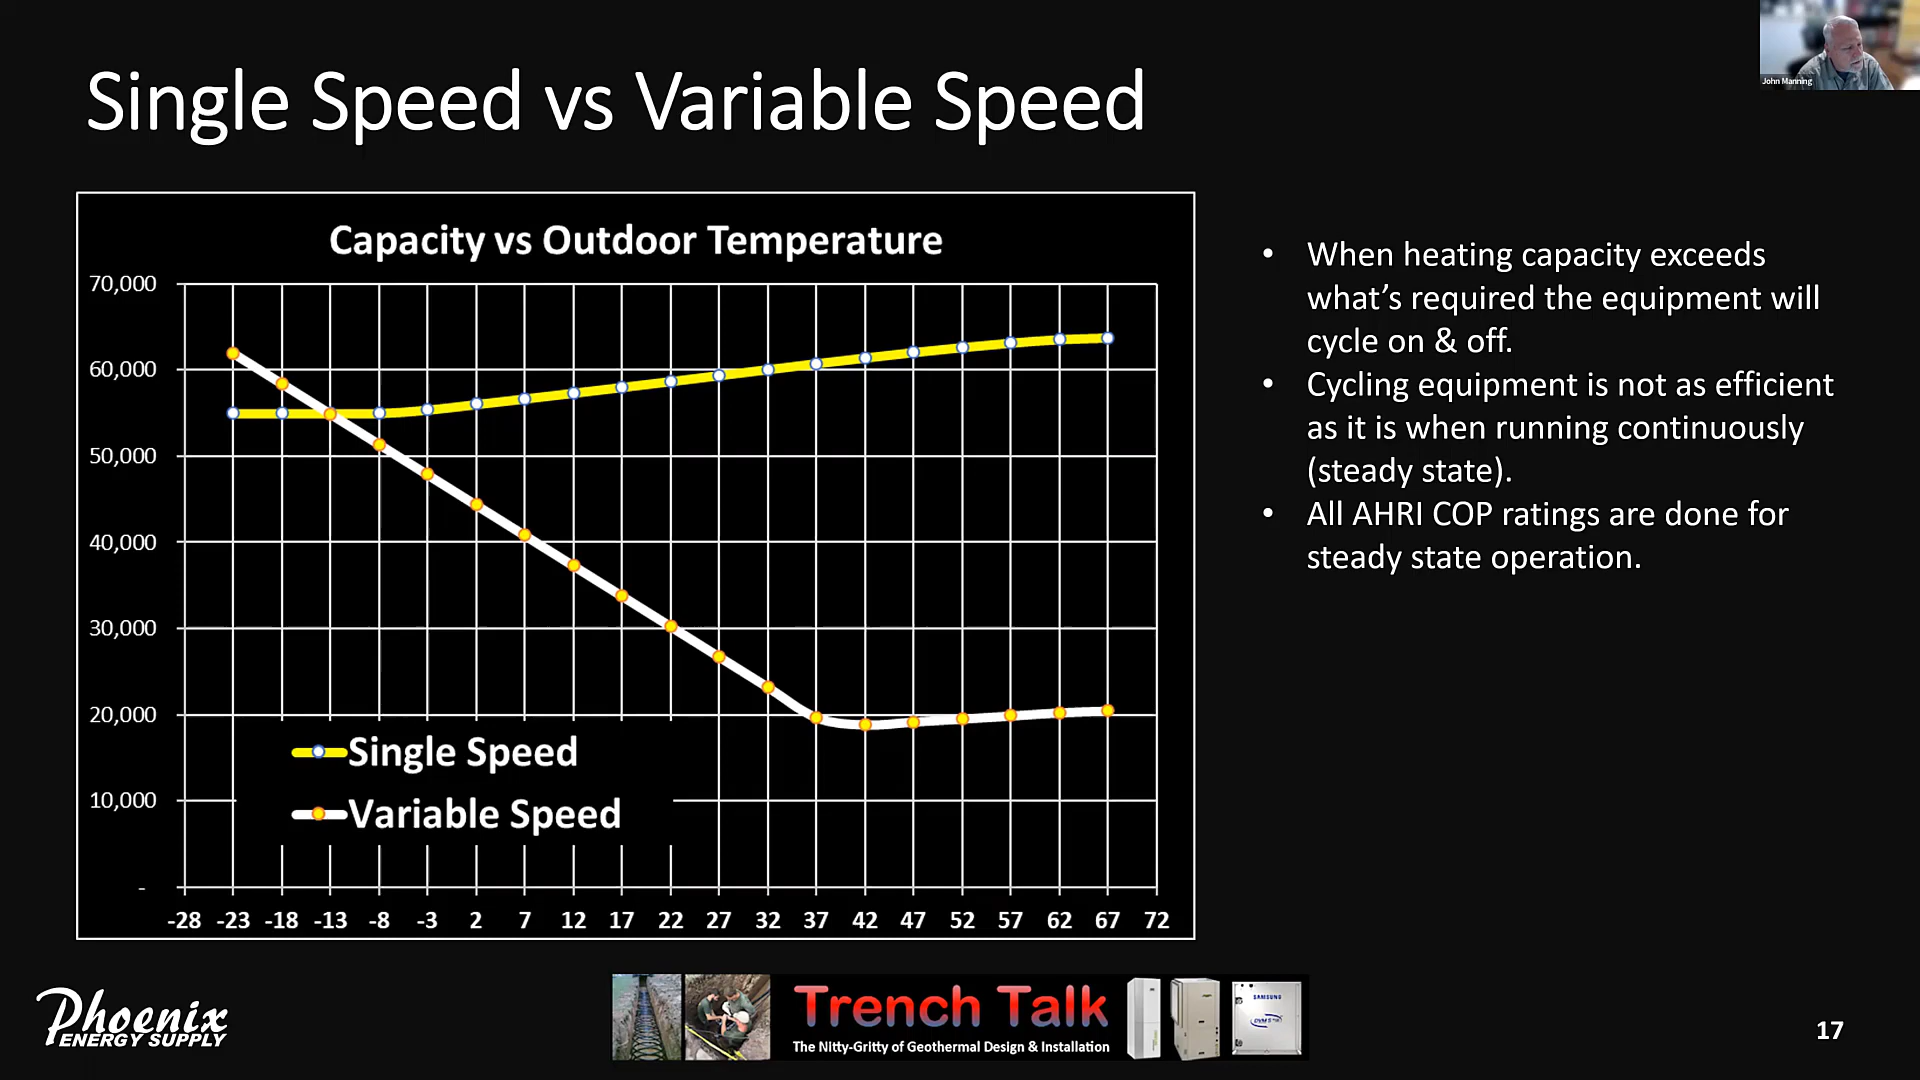 John Manning
Single Speed vs Variable Speed
Capacity vs Outdoor Temperature
70,000
60,000
50,000
40,000
30,000
20,000
10,000
-
Single Speed
Variable Speed
-28 -23 -18 -13 -8 -3 2 7 12 17 22 27 32 37 42 47 52 57 62 67 72
• When heating capacity exceeds
what’s required the equipment will
cycle on & off.
• Cycling equipment is not as efficient
as it is when running continuously
(steady state).
• All AHRI COP ratings are done for
steady state operation.
Phoenix
ENERGY SUPPLY
Trench Talk
The Nitty-Gritty of Geothermal Design & Installation
SAMSUNG
17